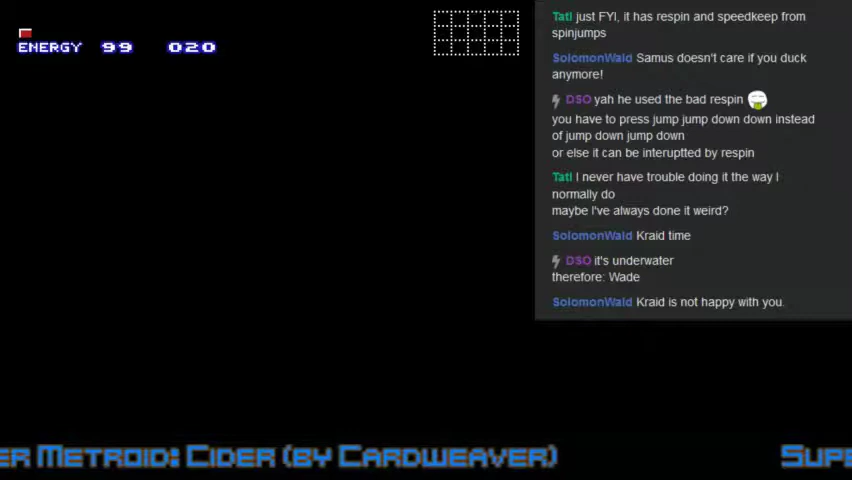 ENERGY 99 020
Tatl just FYI, it has respin and speedkeep from
spinjumps
SolomonWald Samus doesn't care if you duck
anymore!
DSO yah he used the bad respin
you have to press jump jump down down instead
of jump down jump down
or else it can be interuptted by respin
Tatl I never have trouble doing it the way I
normally do
maybe I've always done it weird?
SolomonWald Kraid time
DSO it's underwater
therefore: Wade
SolomonWald Kraid is not happy with you.
ER METROID: CIDER (BY CARDWEAVER) SUPE